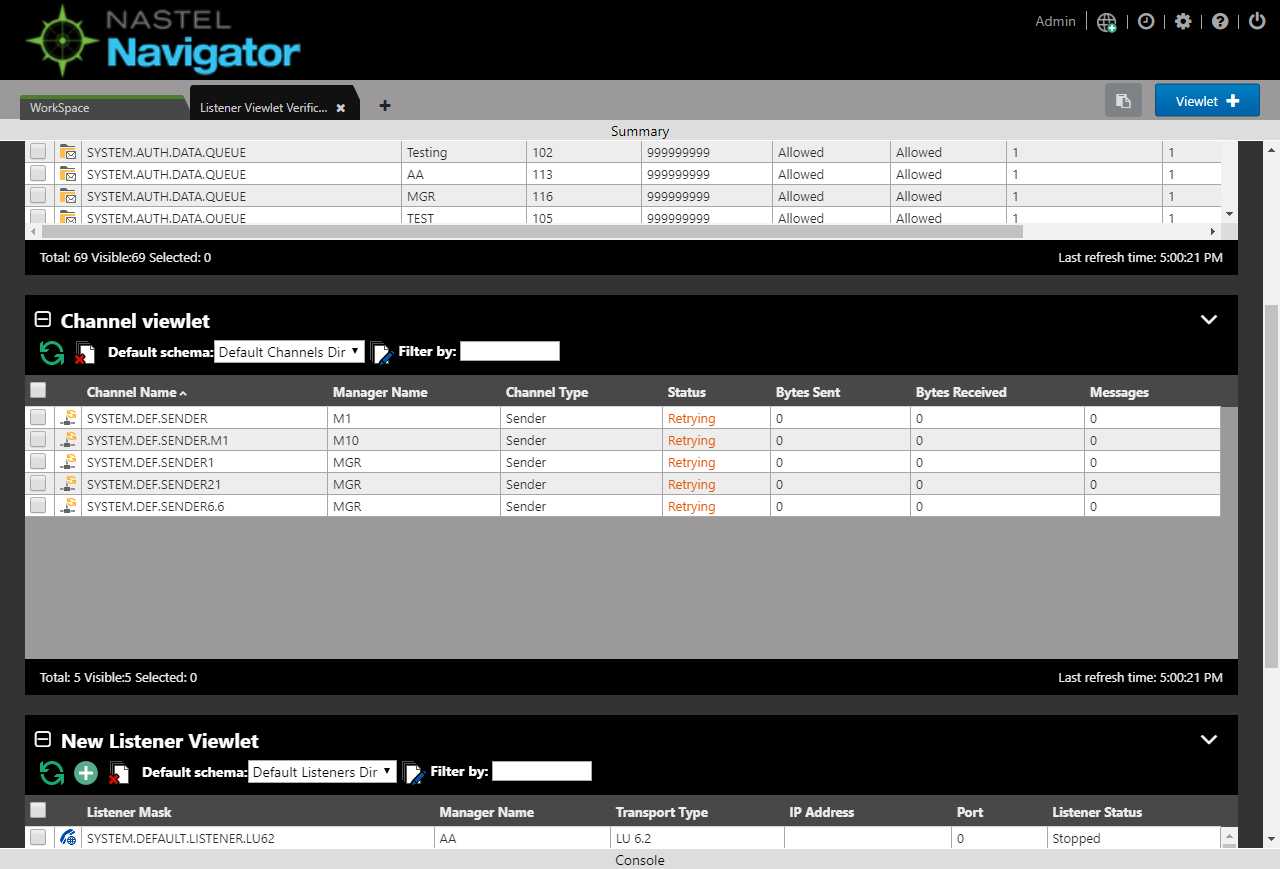 NASTEL
Navigator
Admin
WorkSpace
Listener Viewlet Verific...
Viewlet
Summary
SYSTEM.AUTH.DATA.QUEUE Testing 102 999999999 Allowed Allowed 1 1
SYSTEM.AUTH.DATA.QUEUE AA 113 999999999 Allowed Allowed 1 1
SYSTEM.AUTH.DATA.QUEUE MGR 116 999999999 Allowed Allowed 1 1
SYSTEM.AUTH.DATA.QUEUE TEST 105 999999999 Allowed Allowed 1 1
Total: 69 Visible:69 Selected: 0 Last refresh time: 5:00:21 PM
Channel viewlet
Default schema: Default Channels Dir Filter by:
Channel Name Manager Name Channel Type Status Bytes Sent Bytes Received Messages
SYSTEM.DEF.SENDER M1 Sender Retrying 0 0 0
SYSTEM.DEF.SENDER.M1 M10 Sender Retrying 0 0 0
SYSTEM.DEF.SENDER1 MGR Sender Retrying 0 0 0
SYSTEM.DEF.SENDER21 MGR Sender Retrying 0 0 0
SYSTEM.DEF.SENDER6.6 MGR Sender Retrying 0 0 0
Total: 5 Visible:5 Selected: 0 Last refresh time: 5:00:21 PM
New Listener Viewlet
Default schema: Default Listeners Dir Filter by:
Listener Mask Manager Name Transport Type IP Address Port Listener Status
SYSTEM.DEFAULT.LISTENER.LU62 AA LU 6.2 0 Stopped
Console